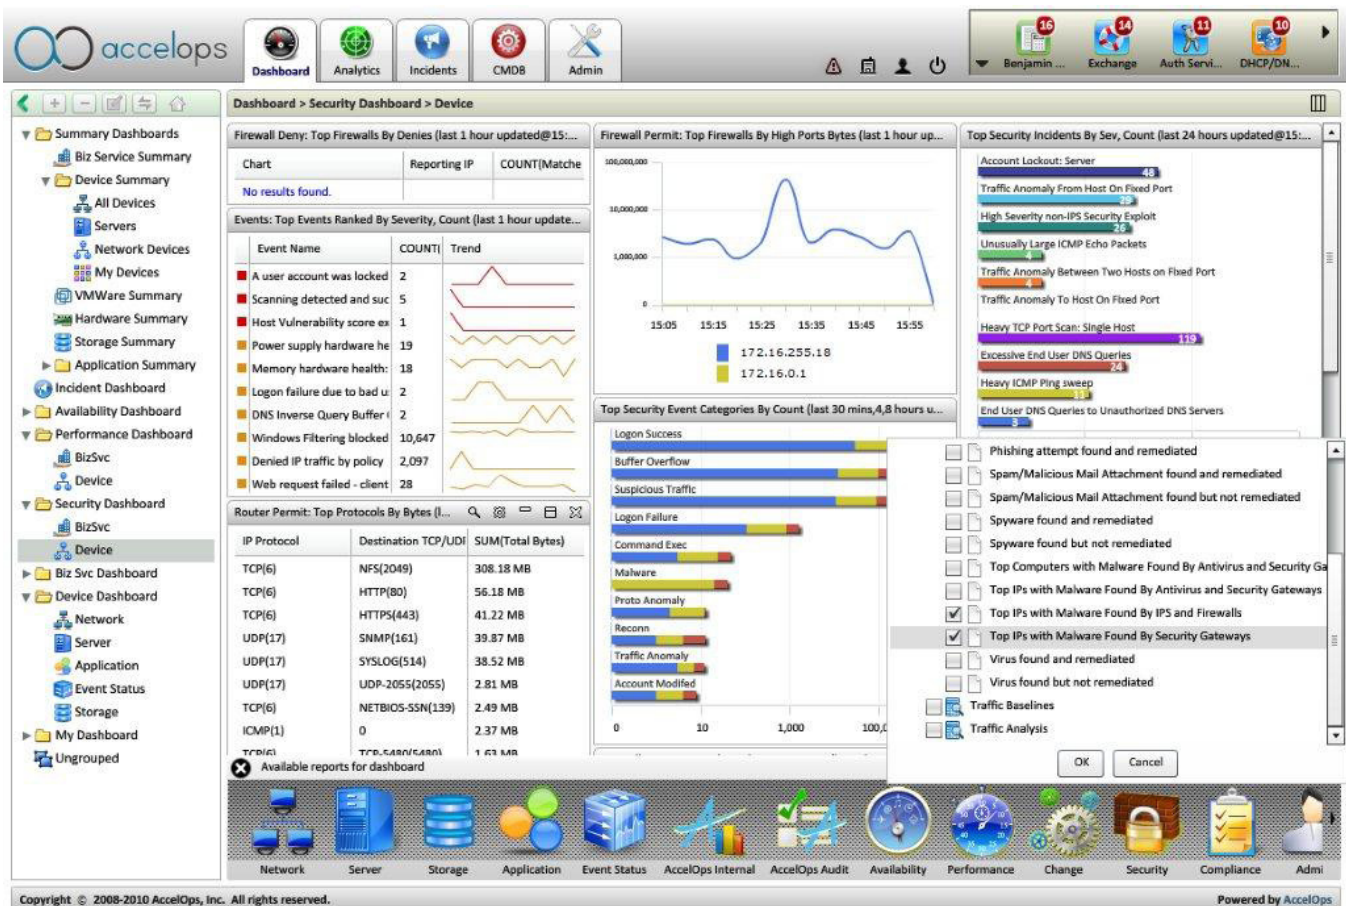 accelops
Dashboard
Analytics
Incidents
CMDB
Admin
16
Benjamin ...
14
Exchange
11
Auth Servi...
10
DHCP/DN...
Summary Dashboards
Biz Service Summary
Device Summary
All Devices
Servers
Network Devices
My Devices
VMWare Summary
Hardware Summary
Storage Summary
Application Summary
Incident Dashboard
Availability Dashboard
Performance Dashboard
BizSvc
Device
Security Dashboard
BizSvc
Device
Biz Svc Dashboard
Device Dashboard
Network
Server
Application
Event Status
Storage
My Dashboard
Ungrouped
Dashboard > Security Dashboard > Device
Firewall Deny: Top Firewalls By Denies (last 1 hour updated@15:...
Chart Reporting IP COUNT(Matche
No results found.
Events: Top Events Ranked By Severity, Count (last 1 hour update...
Event Name COUNT( Trend
A user account was locked 2
Scanning detected and suc 5
Host Vulnerability score ex 1
Power supply hardware he 19
Memory hardware health: 18
Logon failure due to bad u: 2
DNS Inverse Query Buffer 2
Windows Filtering blocked 10,647
Denied IP traffic by policy 2,097
Web request failed - client 28
Router Permit: Top Protocols By Bytes (l...
IP Protocol Destination TCP/UDP SUM(Total Bytes)
TCP(6) NFS(2049) 308.18 MB
TCP(6) HTTP(80) 56.18 MB
TCP(6) HTTPS(443) 41.22 MB
UDP(17) SNMP(161) 39.87 MB
UDP(17) SYSLOG(514) 38.52 MB
UDP(17) UDP-2055(2055) 2.81 MB
TCP(6) NETBIOS-SSN(139) 2.49 MB
ICMP(1) 0 2.37 MB
TCP(6) TCP-5480(5480) 1.63 MB
Firewall Permit: Top Firewalls By High Ports Bytes (last 1 hour up...
100,000,000
10,000,000
1,000,000
0
15:05 15:15 15:25 15:35 15:45 15:55
172.16.255.18
172.16.0.1
Top Security Event Categories By Count (last 30 mins,4,8 hours u...
Logon Success
Buffer Overflow
Suspicious Traffic
Logon Failure
Command Exec
Malware
Proto Anomaly
Reconn
Traffic Anomaly
Account Modifed
0 10 1,000 100,0
Top Security Incidents By Sev, Count (last 24 hours updated@15:...
Account Lockout: Server
48
Traffic Anomaly From Host On Fixed Port
29
High Severity non-IPS Security Exploit
26
Unusually Large ICMP Echo Packets
4
Traffic Anomaly Between Two Hosts on Fixed Port
4
Traffic Anomaly To Host On Fixed Port
Heavy TCP Port Scan: Single Host
119
Excessive End User DNS Queries
24
Heavy ICMP Ping sweep
End User DNS Queries to Unauthorized DNS Servers
3
Phishing attempt found and remediated
Spam/Malicious Mail Attachment found and remediated
Spam/Malicious Mail Attachment found but not remediated
Spyware found and remediated
Spyware found but not remediated
Top Computers with Malware Found By Antivirus and Security Ga
Top IPs with Malware Found By Antivirus and Security Gateways
Top IPs with Malware Found By IPS and Firewalls
Top IPs with Malware Found By Security Gateways
Virus found and remediated
Virus found but not remediated
Traffic Baselines
Traffic Analysis
OK Cancel
Available reports for dashboard
Network Server Storage Application Event Status AccelOps Internal AccelOps Audit Availability Performance Change Security Compliance Admi
Copyright © 2008-2010 AccelOps, Inc. All rights reserved. Powered by AccelOps